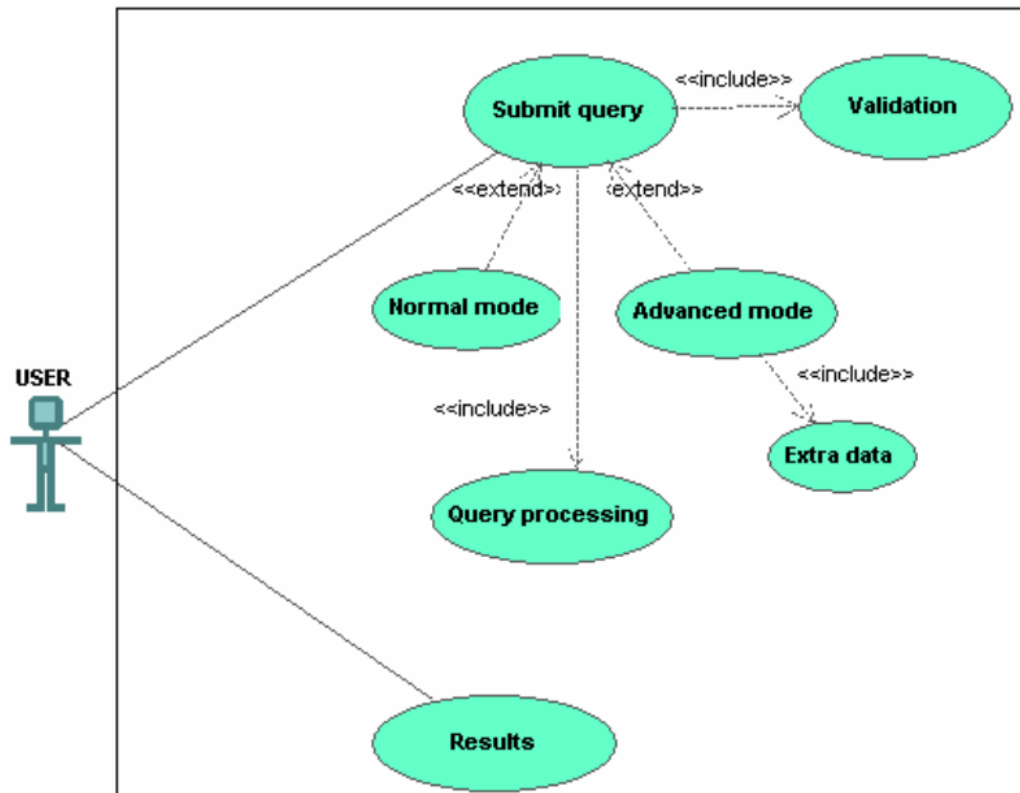 <<include>>
Submit query
Validation
<<extend>
extend>>
Normal mode
Advanced mode
USER
<<include>>
<<include>>
Extra data
Query processing
Results